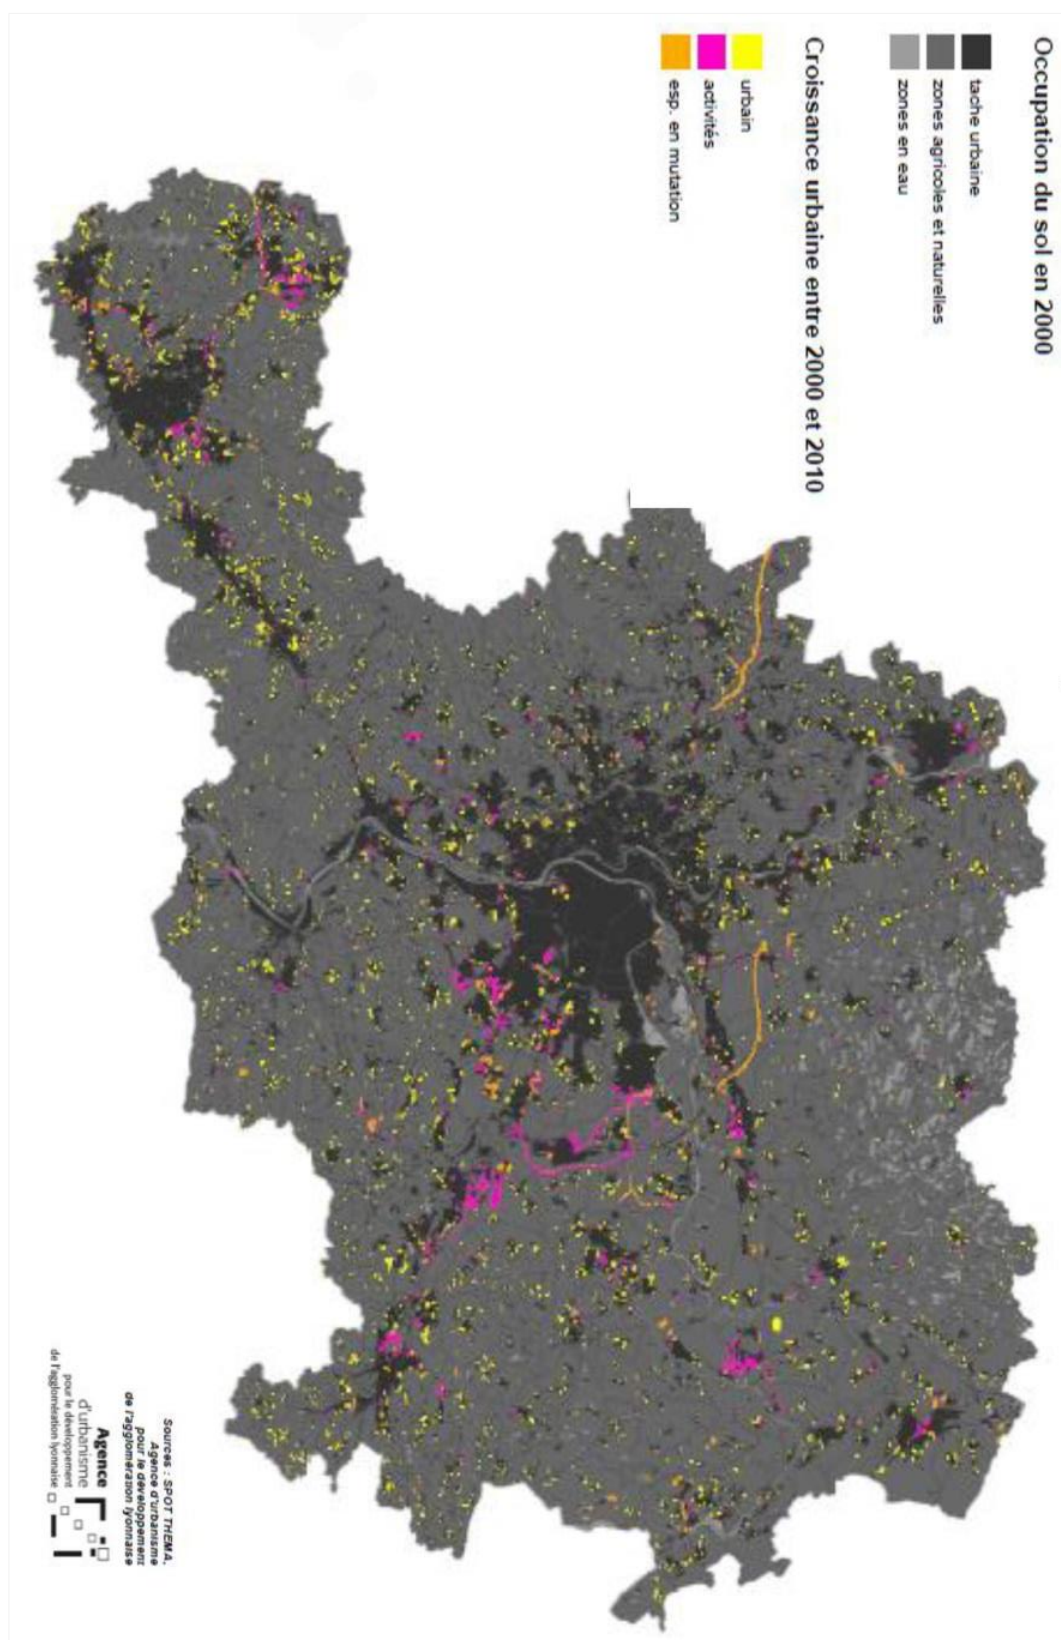 Occupation du sol en 2000
tache urbaine
zones agricoles et naturelles
zones en eau
Croissance urbaine entre 2000 et 2010
urbain
activités
esp. en mutation
Sources : SPOT THEMA,
Agence d'urbanisme
pour le développement
de l'agglomération lyonnaise
Agence
d'urbanisme
pour le développement
de l'agglomération lyonnaise